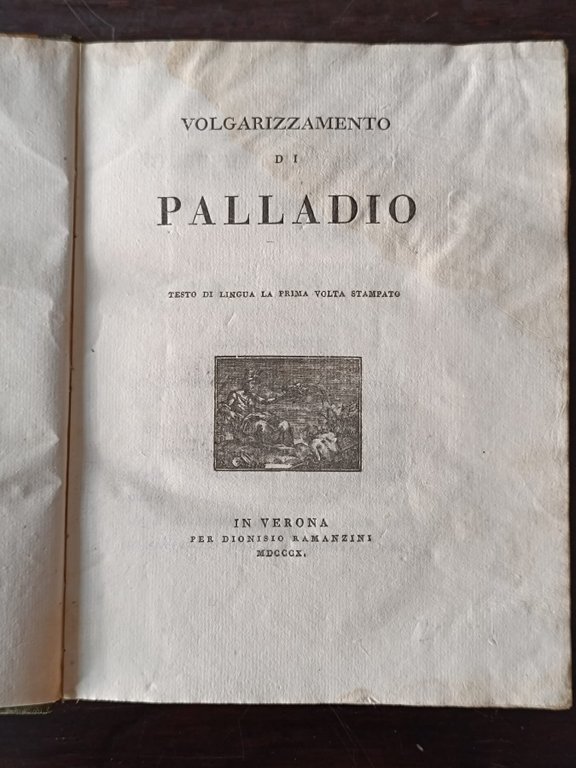 VOLGARIZZAMENTO
DI
PALLADIO
TESTO DI LINGUA LA PRIMA VOLTA STAMPATO
IN VERONA
PER DIONISIO RAMANZINI
MDCCCX.